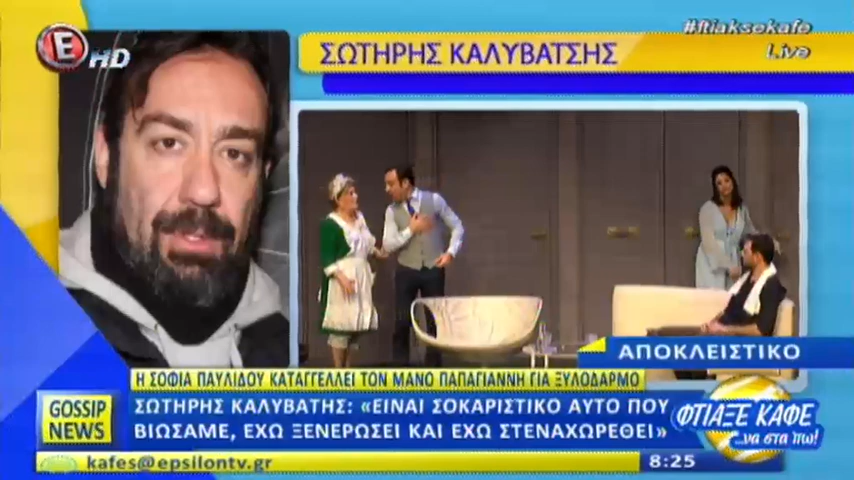 E HD
#ftiaksekafe
Live
ΣΩΤΗΡΗΣ ΚΑΛΥΒΑΤΣΗΣ
ΑΠΟΚΛΕΙΣΤΙΚΟ
Η ΣΟΦΙΑ ΠΑΥΛΙΔΟΥ ΚΑΤΑΓΓΕΛΛΕΙ ΤΟΝ ΜΑΝΟ ΠΑΠΑΓΙΑΝΝΗ ΓΙΑ ΞΥΛΟΔΑΡΜΟ
GOSSIP
NEWS
ΣΩΤΗΡΗΣ ΚΑΛΥΒΑΤΗΣ: «ΕΙΝΑΙ ΣΟΚΑΡΙΣΤΙΚΟ ΑΥΤΟ ΠΟΥ
ΒΙΩΣΑΜΕ, ΕΧΩ ΞΕΝΕΡΩΣΕΙ ΚΑΙ ΕΧΩ ΣΤΕΝΑΧΩΡΕΘΕΙ»
ΦΤΙΑΞΕ ΚΑΦΕ
...να στα 'πω!
kafes@epsilontv.gr
8:25